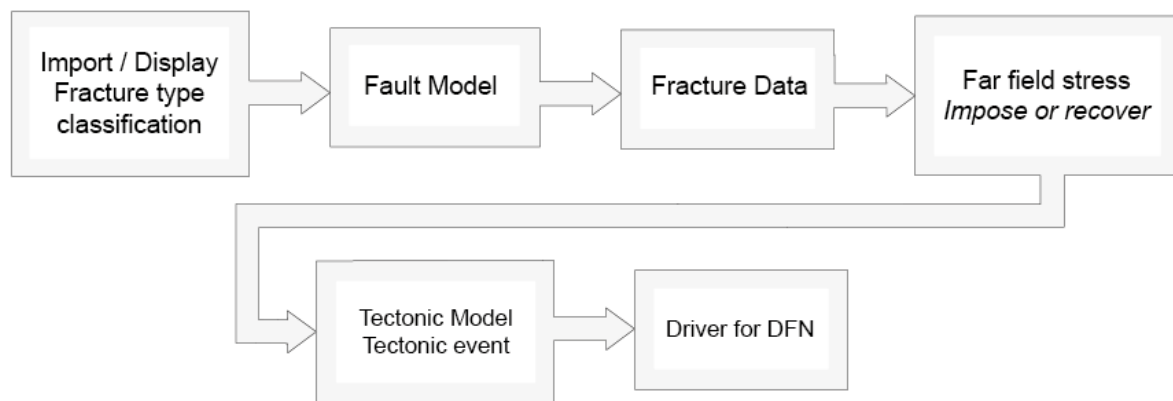 Import / Display
Fracture type
classification
Fault Model
Fracture Data
Far field stress
Impose or recover
Tectonic Model
Tectonic event
Driver for DFN